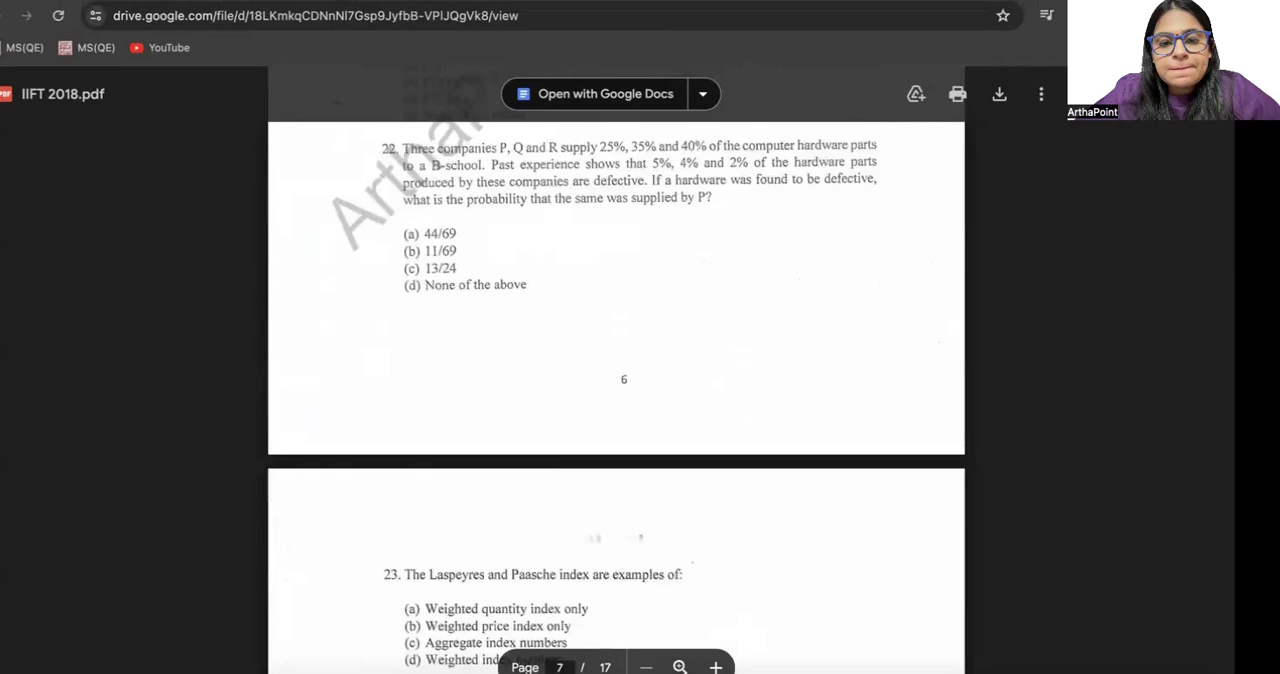 drive.google.com/file/d/18LKmkqCDNnNl7Gsp9JyfbB-VPlJQgVk8/view
MS(QE)
MS(QE)
YouTube
IIFT 2018.pdf
Open with Google Docs
ArthaPoint
22. Three companies P, Q and R supply 25%, 35% and 40% of the computer hardware parts
to a B-school. Past experience shows that 5%, 4% and 2% of the hardware parts
produced by these companies are defective. If a hardware was found to be defective,
what is the probability that the same was supplied by P?
(a) 44/69
(b) 11/69
(c) 13/24
(d) None of the above
6
23. The Laspeyres and Paasche index are examples of:
(a) Weighted quantity index only
(b) Weighted price index only
(c) Aggregate index numbers
(d) Weighted
Page 7 / 17